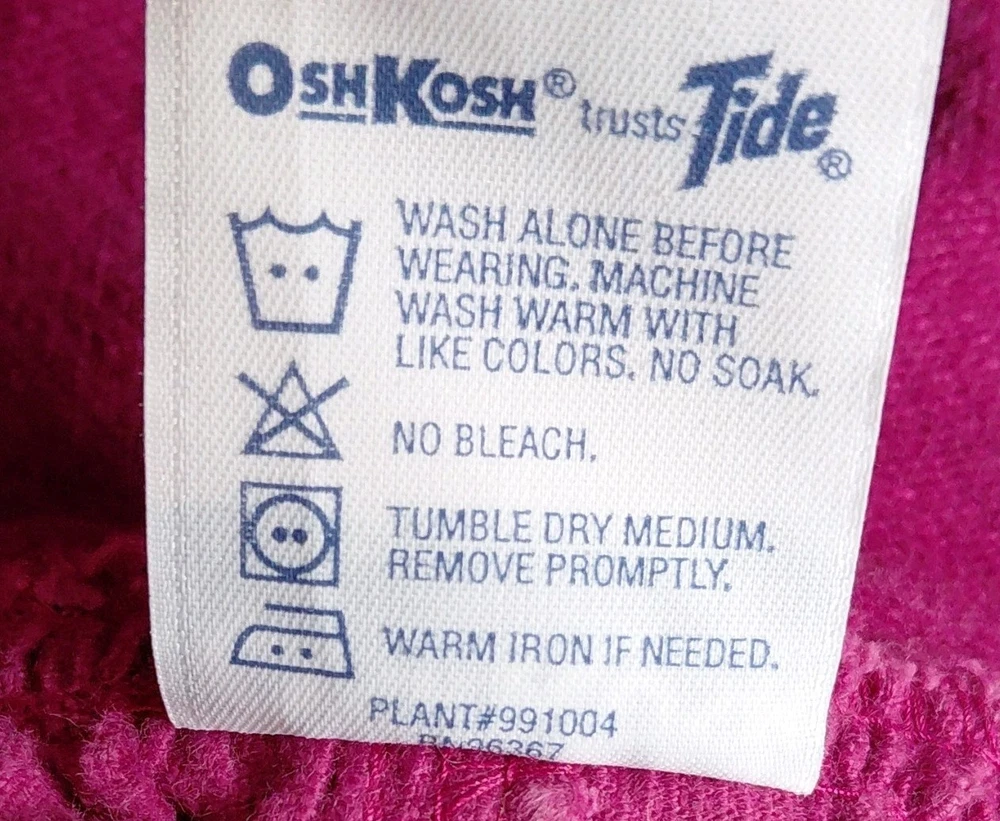 OSHKOSH® trusts Tide®
WASH ALONE BEFORE
WEARING. MACHINE
WASH WARM WITH
LIKE COLORS. NO SOAK.
NO BLEACH.
TUMBLE DRY MEDIUM.
REMOVE PROMPTLY.
WARM IRON IF NEEDED.
PLANT#991004